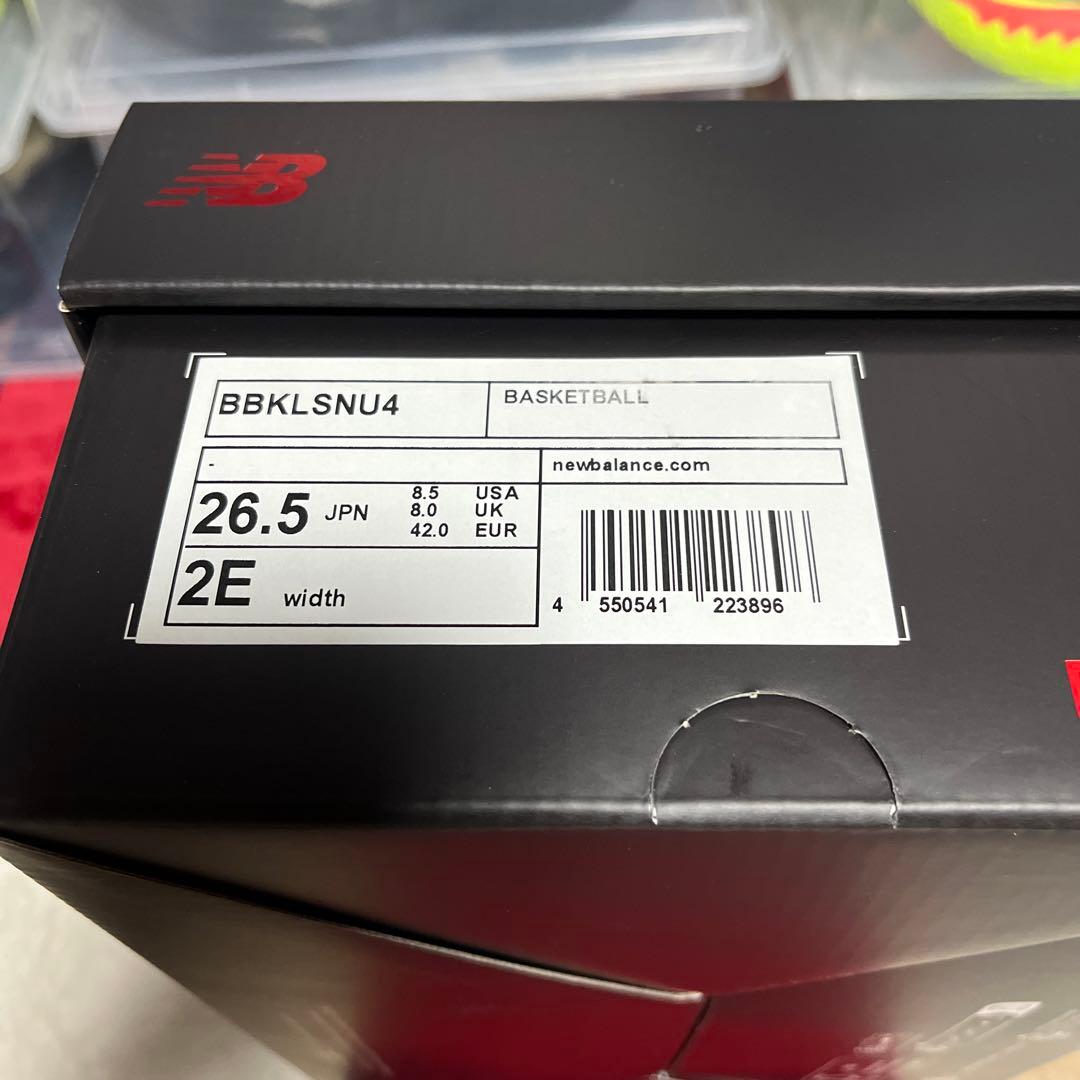 NB
BBKLSNU4
BASKETBALL
-
newbalance.com
26.5 JPN
8.5 USA
8.0 UK
42.0 EUR
2E width
4 550541 223896